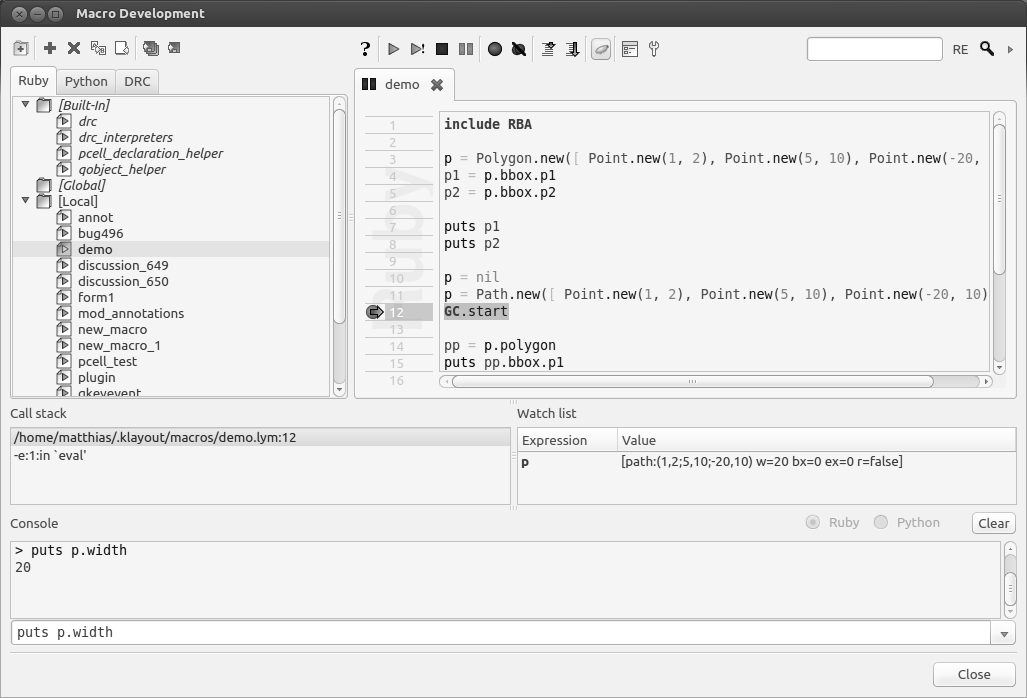 Macro Development
RE
Ruby Python DRC
[Built-In]
drc
drc_interpreters
pcell_declaration_helper
qobject_helper
[Global]
[Local]
annot
bug496
demo
discussion_649
discussion_650
form1
mod_annotations
new_macro
new_macro_1
pcell_test
plugin
qkeyevent
demo
Ruby
1 include RBA
2
3 p = Polygon.new([ Point.new(1, 2), Point.new(5, 10), Point.new(-20,
4 p1 = p.bbox.p1
5 p2 = p.bbox.p2
6
7 puts p1
8 puts p2
9
10 p = nil
11 p = Path.new([ Point.new(1, 2), Point.new(5, 10), Point.new(-20, 10)
12 GC.start
13
14 pp = p.polygon
15 puts pp.bbox.p1
16
Call stack
/home/matthias/.klayout/macros/demo.lym:12
-e:1:in `eval'
Watch list
Expression Value
p [path:(1,2;5,10;-20,10) w=20 bx=0 ex=0 r=false]
Console
Ruby Python Clear
> puts p.width
20
puts p.width
Close